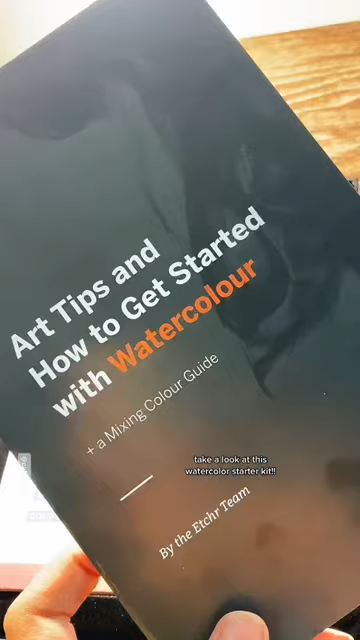 Art Tips and
How to Get Started
with Watercolour
+ a Mixing Colour Guide
take a look at this
watercolor starter kit!!
By the Etchr Team